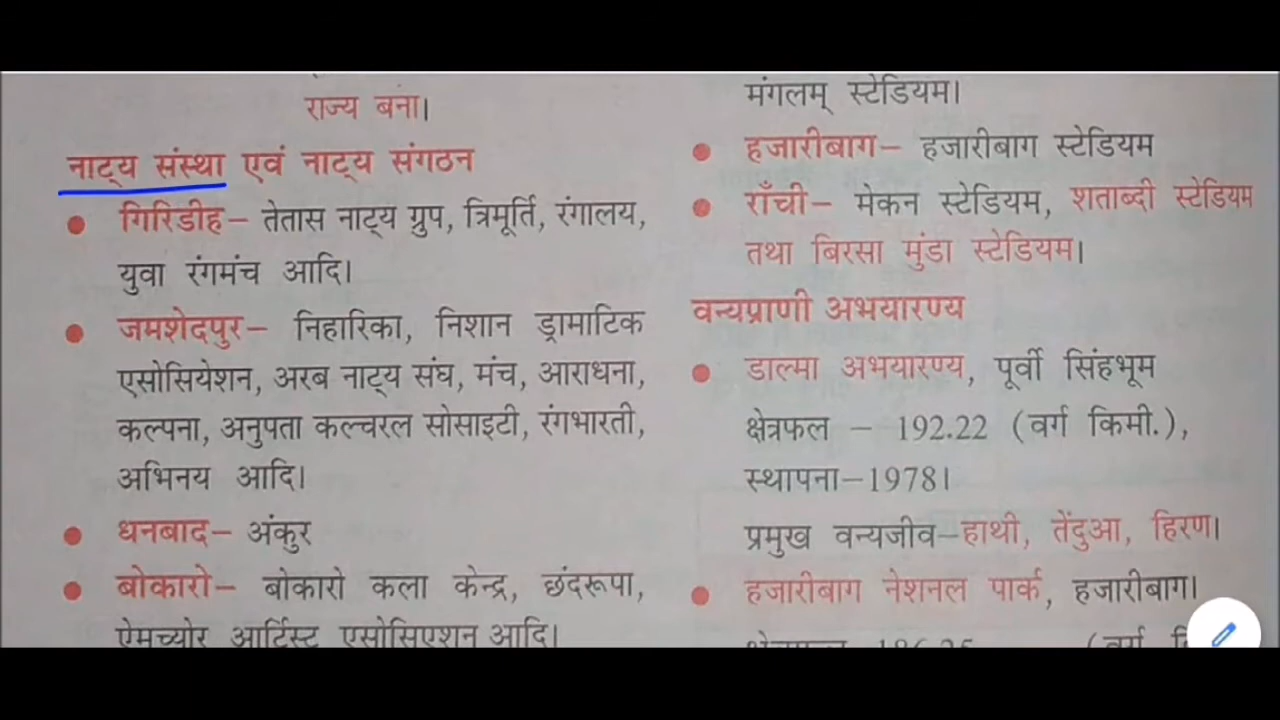 राज्य बना।
नाट्य संस्था एवं नाट्य संगठन
गिरिडीह– तेतास नाट्य ग्रुप, त्रिमूर्ति, रंगालय,
युवा रंगमंच आदि।
जमशेदपुर– निहारिका, निशान ड्रामाटिक
एसोसियेशन, अरब नाट्य संघ, मंच, आराधना,
कल्पना, अनुपता कल्चरल सोसाइटी, रंगभारती,
अभिनय आदि।
धनबाद– अंकुर
बोकारो– बोकारो कला केन्द्र, छंदरूपा,
ऐमच्योर आर्टिस्ट एसोसिएशन आदि।
मंगलम् स्टेडियम।
हजारीबाग– हजारीबाग स्टेडियम
राँची– मेकन स्टेडियम, शताब्दी स्टेडियम
तथा बिरसा मुंडा स्टेडियम।
वन्यप्राणी अभयारण्य
डाल्मा अभयारण्य, पूर्वी सिंहभूम
क्षेत्रफल – 192.22 (वर्ग किमी.),
स्थापना–1978।
प्रमुख वन्यजीव–हाथी, तेंदुआ, हिरण।
हजारीबाग नेशनल पार्क, हजारीबाग।
(वर्ग